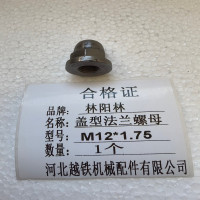 合格证
品牌: 林阳林
名称: 盖型法兰螺母
型号: M12*1.75
数量: 1个
河北越铁机械配件有限公司